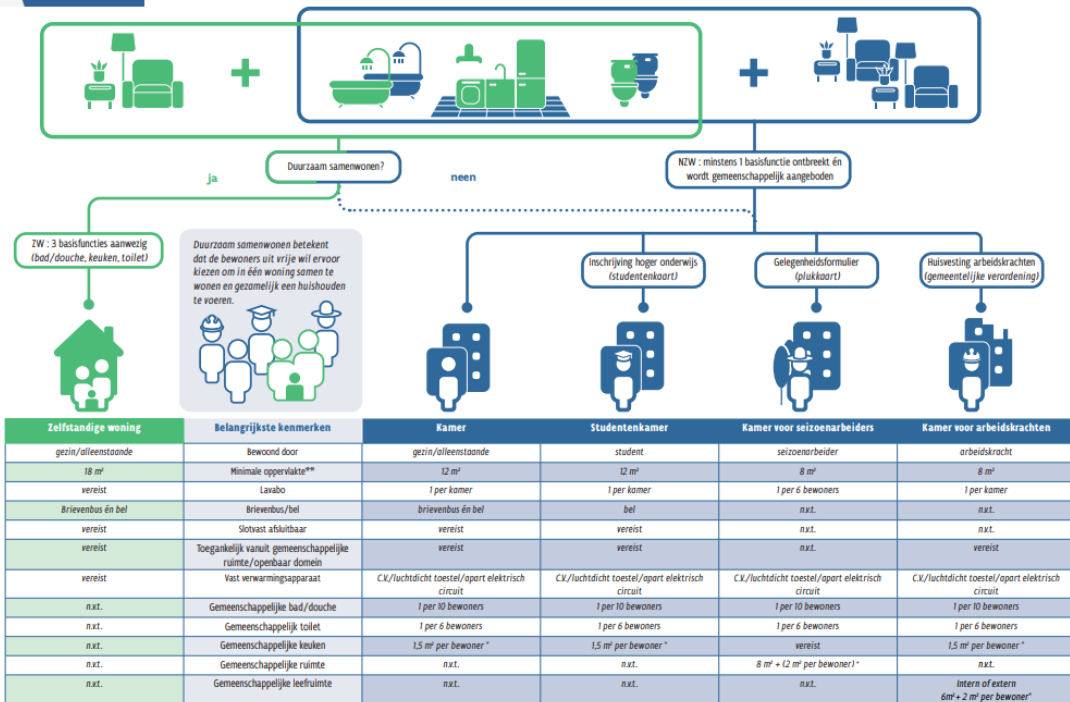 Duurzaam samenwonen?
NZW : minstens 1 basisfunctie ontbreekt én
wordt gemeenschappelijk aangeboden
ja
neen
ZW : 3 basisfuncties aanwezig
(bad/douche, keuken, toilet)
Duurzaam samenwonen betekent
dat de bewoners uit vrije wil ervoor
kiezen om in één woning samen te
wonen en gezamelijk een huishouden
te voeren.
Inschrijving hoger onderwijs
(studentenkaart)
Gelegenheidsformulier
(plukkaart)
Huisvesting arbeidskrachten
(gemeentelijke verordening)
Zelfstandige woning Belangrijkste kenmerken Kamer Studentenkamer Kamer voor seizoenarbeiders Kamer voor arbeidskrachten
gezin/alleenstaande Bewoond door gezin/alleenstaande student seizoenarbeider arbeidskracht
18 m² Minimale oppervlakte** 12 m² 12 m² 8 m² 8 m²
vereist Lavabo 1 per kamer 1 per kamer 1 per 6 bewoners 1 per kamer
Brievenbus én bel Brievenbus/bel brievenbus én bel bel n.v.t. n.v.t.
vereist Slotvast afsluitbaar vereist vereist n.v.t. n.v.t.
vereist Toegankelijk vanuit gemeenschappelijke vereist vereist n.v.t. vereist
ruimte/openbaar domein
vereist Vast verwarmingsapparaat C.V./luchtdicht toestel/apart elektrisch C.V./luchtdicht toestel/apart elektrisch C.V./luchtdicht toestel/apart elektrisch C.V./luchtdicht toestel/apart elektrisch
circuit circuit circuit circuit
n.v.t. Gemeenschappelijke bad/douche 1 per 10 bewoners 1 per 10 bewoners 1 per 10 bewoners 1 per 10 bewoners
n.v.t. Gemeenschappelijk toilet 1 per 6 bewoners 1 per 6 bewoners 1 per 6 bewoners 1 per 6 bewoners
n.v.t. Gemeenschappelijke keuken 1,5 m² per bewoner * 1,5 m² per bewoner * vereist 1,5 m² per bewoner *
n.v.t. Gemeenschappelijke ruimte n.v.t. n.v.t. 8 m² + (2 m² per bewoner) * n.v.t.
n.v.t. Gemeenschappelijke leefruimte n.v.t. n.v.t. n.v.t. Intern of extern
6m² + 2 m² per bewoner*